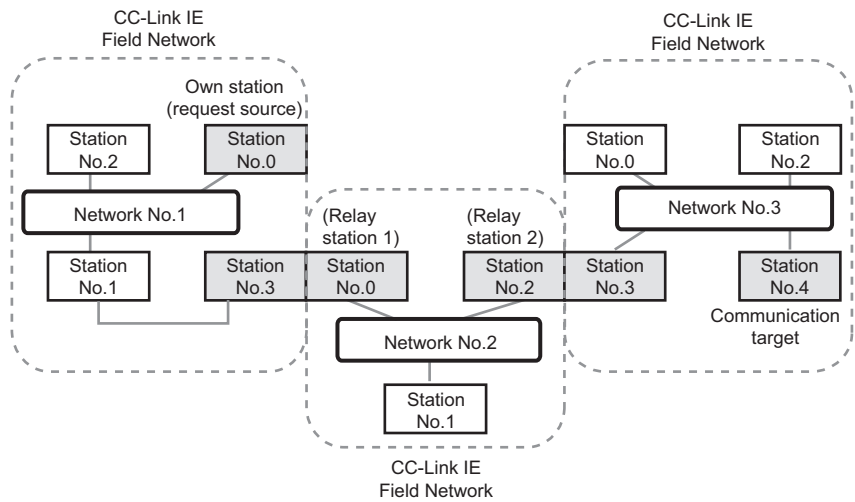 CC-Link IE
Field Network
CC-Link IE
Field Network
Own station
(request source)
Station
No.2
Station
No.0
Station
No.0
Station
No.2
Network No.1
Network No.3
(Relay
station 1)
(Relay
station 2)
Station
No.1
Station
No.3
Station
No.0
Station
No.2
Station
No.3
Station
No.4
Communication
target
Network No.2
Station
No.1
CC-Link IE
Field Network